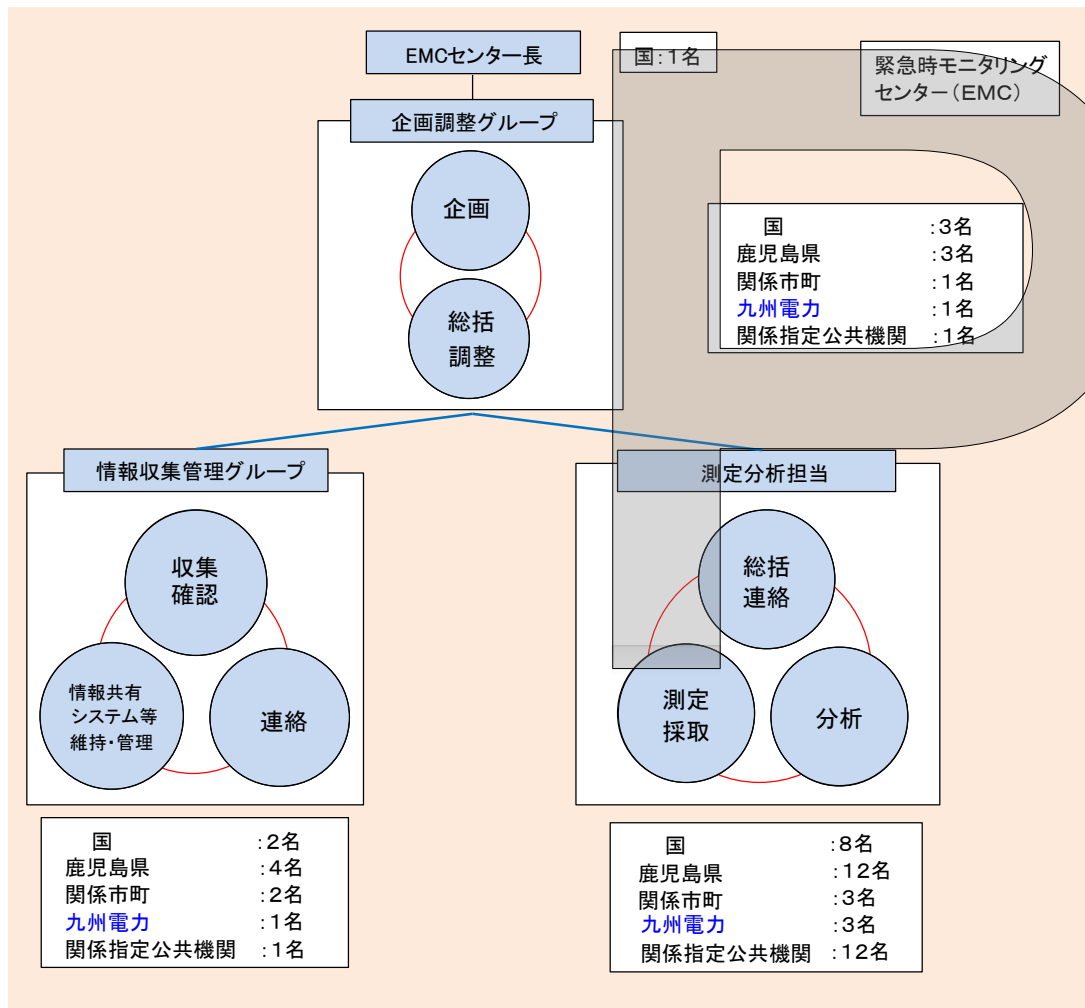 EMCセンター長
国:1名
緊急時モニタリング
センター(EMC)
企画調整グループ
企画
総括
調整
国 :3名
鹿児島県 :3名
関係市町 :1名
九州電力 :1名
関係指定公共機関 :1名
情報収集管理グループ
収集
確認
情報共有
システム等
維持・管理
連絡
国 :2名
鹿児島県 :4名
関係市町 :2名
九州電力 :1名
関係指定公共機関 :1名
測定分析担当
総括
連絡
測定
採取
分析
国 :8名
鹿児島県 :12名
関係市町 :3名
九州電力 :3名
関係指定公共機関 :12名